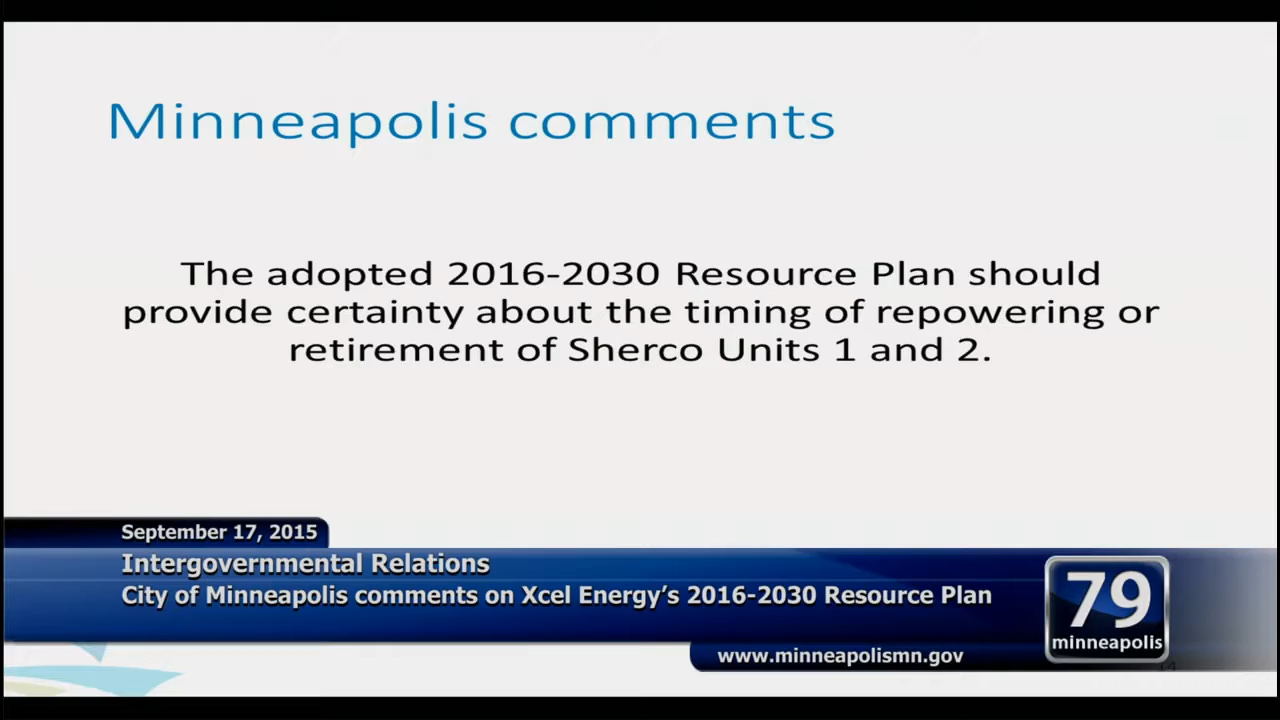 Minneapolis comments
The adopted 2016-2030 Resource Plan should
provide certainty about the timing of repowering or
retirement of Sherco Units 1 and 2.
September 17, 2015
Intergovernmental Relations
City of Minneapolis comments on Xcel Energy’s 2016-2030 Resource Plan
79
minneapolis
www.minneapolismn.gov